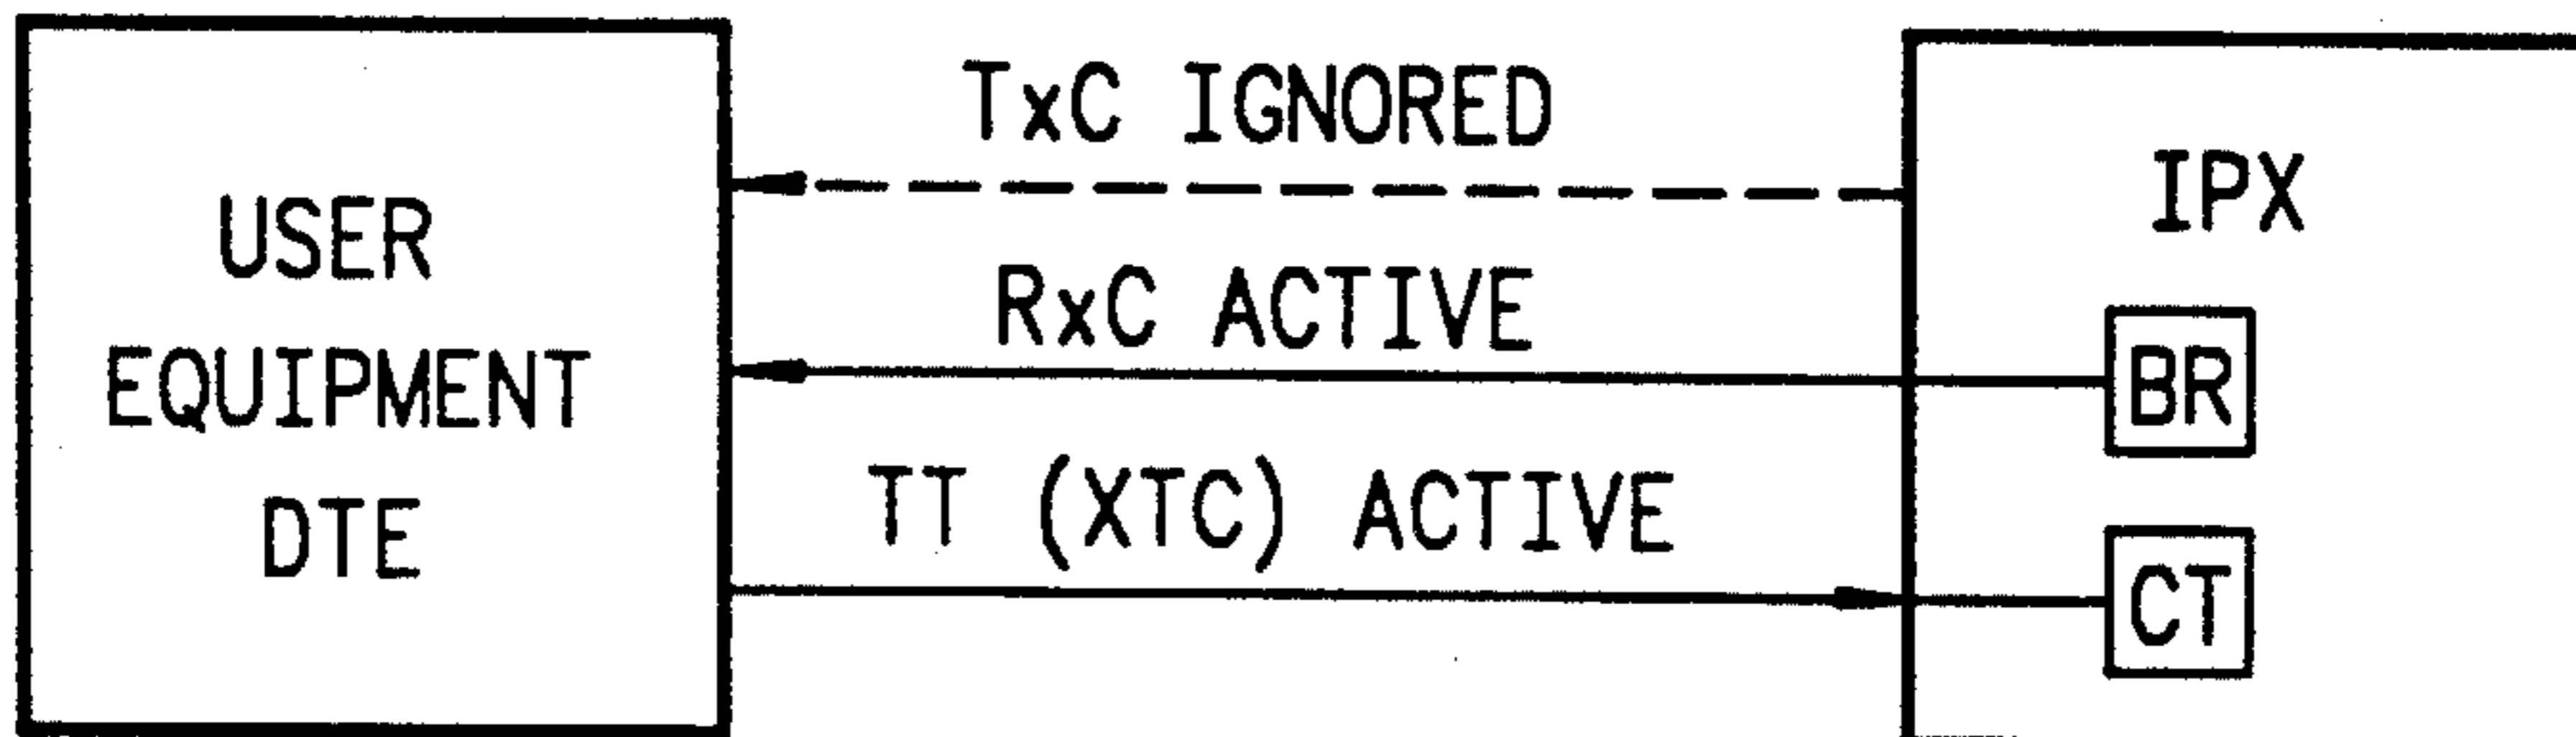 USER
EQUIPMENT
DTE
TxC IGNORED
RxC ACTIVE
TT (XTC) ACTIVE
IPX
BR
CT